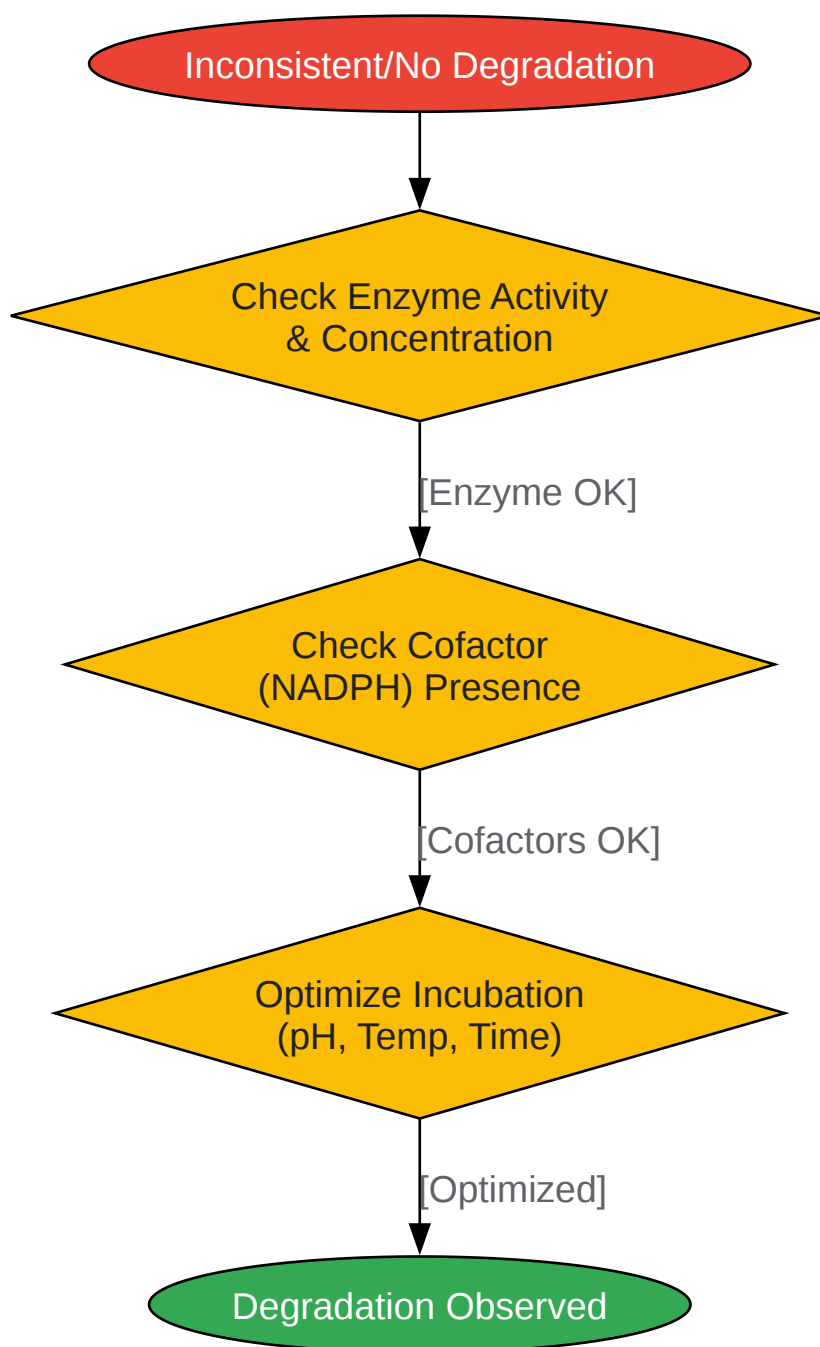 Inconsistent/No Degradation
Check Enzyme Activity
& Concentration
[Enzyme OK]
Check Cofactor
(NADPH) Presence
[Cofactors OK]
Optimize Incubation
(pH, Temp, Time)
[Optimized]
Degradation Observed